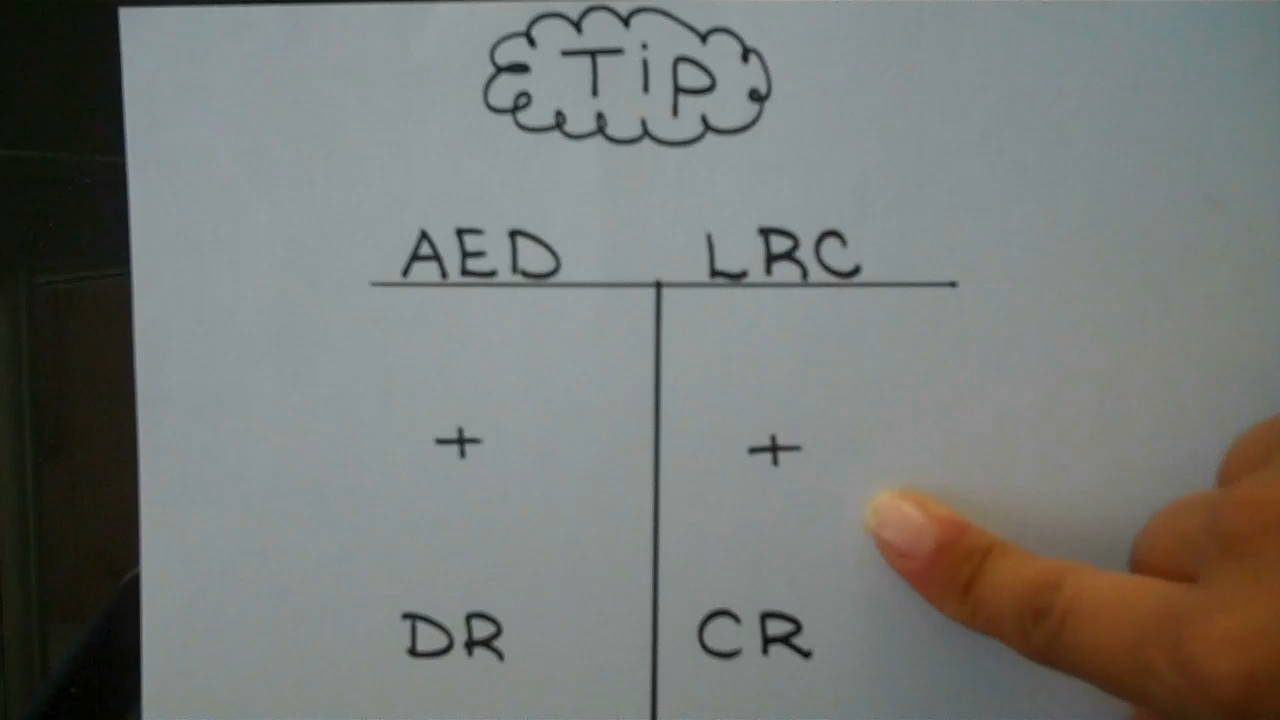 TiP
AED LRC
+ +
DR CR